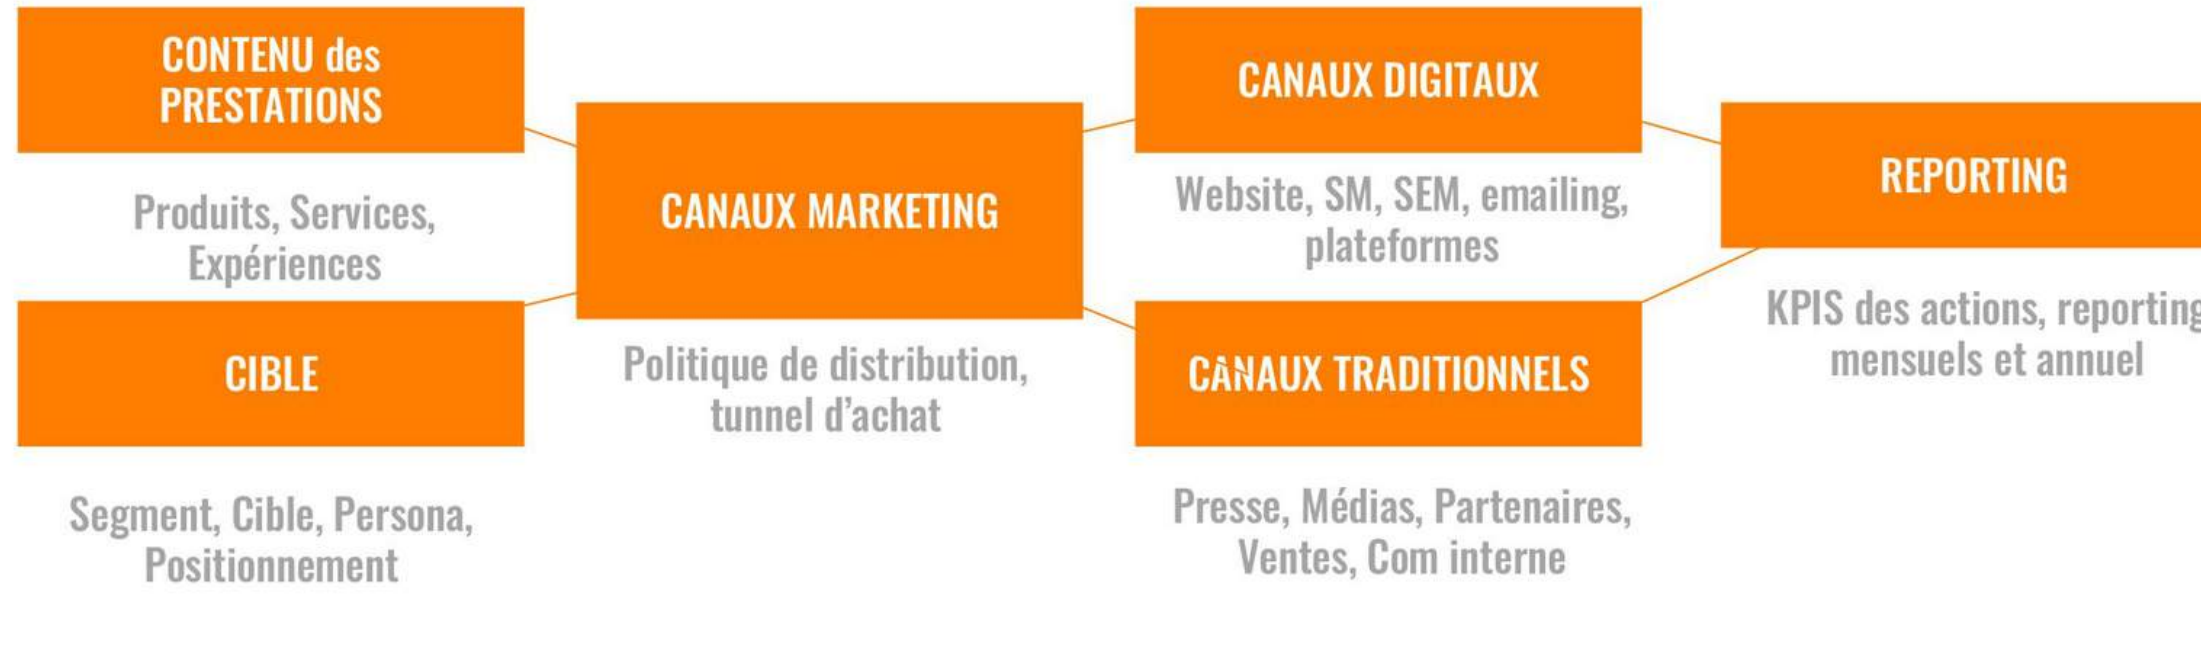 CONTENU des
PRESTATIONS
Produits, Services,
Expériences
CIBLE
Segment, Cible, Persona,
Positionnement
CANAUX MARKETING
Politique de distribution,
tunnel d'achat
CANAUX DIGITAUX
Website, SM, SEM, emailing,
plateformes
CANAUX TRADITIONNELS
Presse, Médias, Partenaires,
Ventes, Com interne
REPORTING
KPIS des actions, reporting
mensuels et annuel